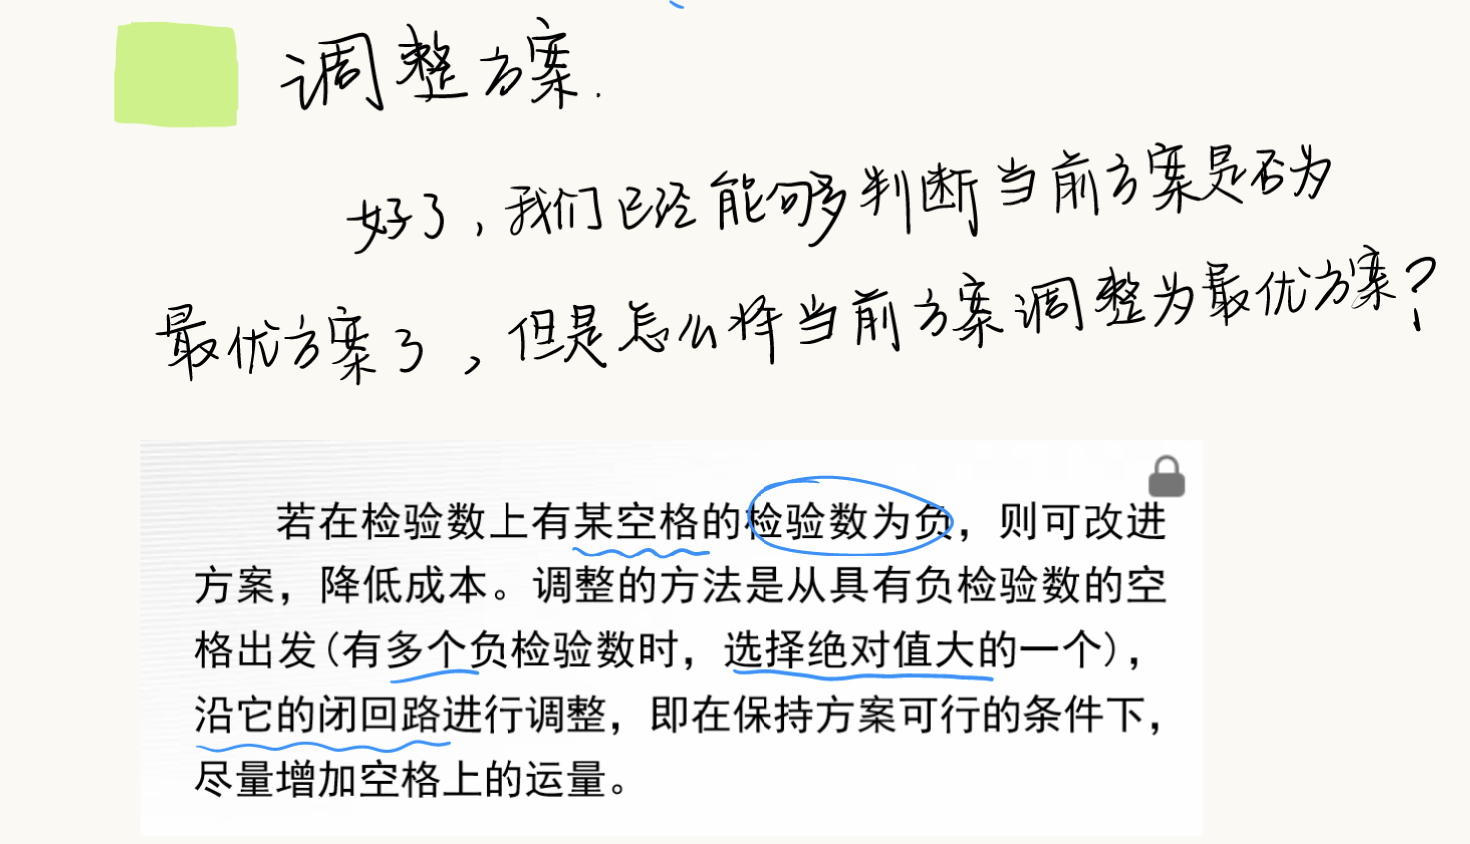 调整方案.
好了,我们已经能够判断当前方案是否为
最优方案了,但是怎么将当前方案调整为最优方案?
若在检验数上有某空格的检验数为负，则可改进
方案，降低成本。调整的方法是从具有负检验数的空
格出发(有多个负检验数时，选择绝对值大的一个)，
沿它的闭回路进行调整，即在保持方案可行的条件下，
尽量增加空格上的运量。